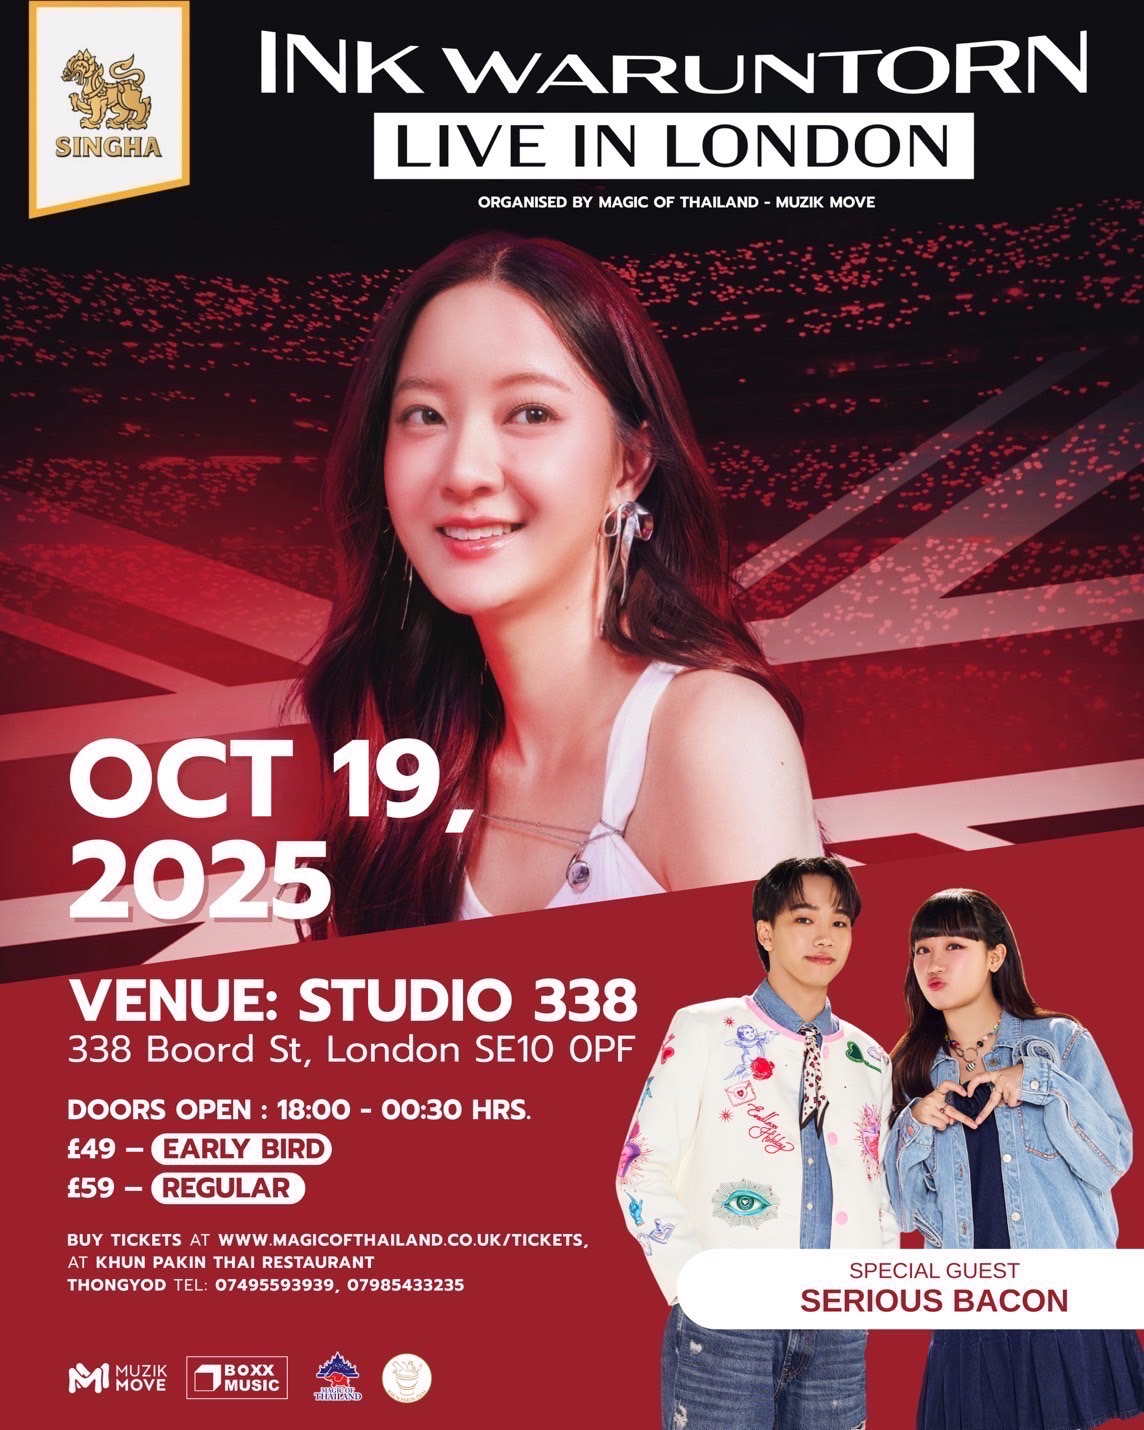 SINGHA
INK WARUNTORN
LIVE IN LONDON
ORGANISED BY MAGIC OF THAILAND - MUZIK MOVE
OCT 19,
2025
VENUE: STUDIO 338
338 Boord St, London SE10 0PF
DOORS OPEN : 18:00 - 00:30 HRS.
£49 – EARLY BIRD
£59 – REGULAR
BUY TICKETS AT WWW.MAGICOFTHAILAND.CO.UK/TICKETS,
AT KHUN PAKIN THAI RESTAURANT
THONGYOD TEL: 07495593939, 07985433235
SPECIAL GUEST
SERIOUS BACON
MUZIK
MOVE
BOXX
MUSIC
MAGIC OF
THAILAND